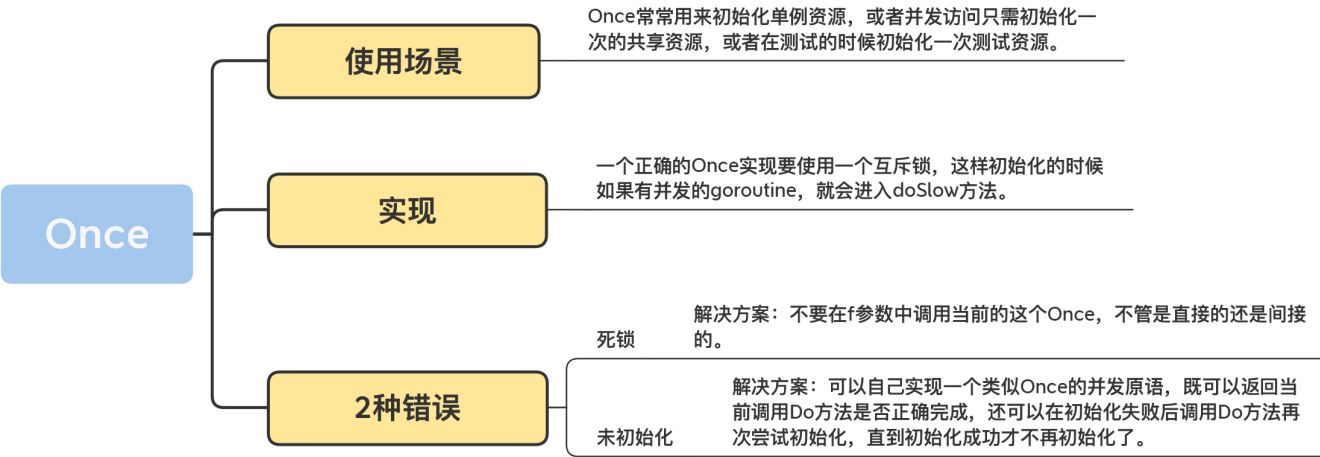 Once
使用场景
Once常常用来初始化单例资源，或者并发访问只需初始化一
次的共享资源，或者在测试的时候初始化一次测试资源。
实现
一个正确的Once实现要使用一个互斥锁，这样初始化的时候
如果有并发的goroutine，就会进入doSlow方法。
2种错误
死锁
解决方案：不要在f参数中调用当前的这个Once，不管是直接的还是间接
的。
未初始化
解决方案：可以自己实现一个类似Once的并发原语，既可以返回当
前调用Do方法是否正确完成，还可以在初始化失败后调用Do方法再
次尝试初始化，直到初始化成功才不再初始化了。